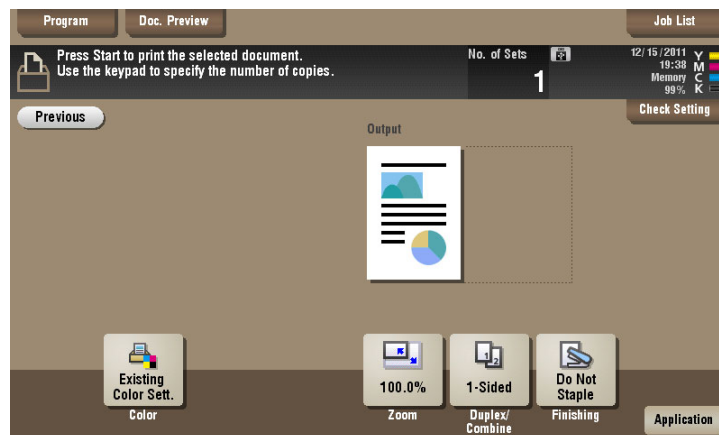 Program
Doc. Preview
Job List
Press Start to print the selected document.
Use the keypad to specify the number of copies.
No. of Sets
1
12/15/2011
19:38
Memory
99%
Y
M
C
K
Previous
Check Setting
Output
Existing
Color Sett.
Color
100.0%
Zoom
1 2
1-Sided
Duplex/
Combine
Do Not
Staple
Finishing
Application